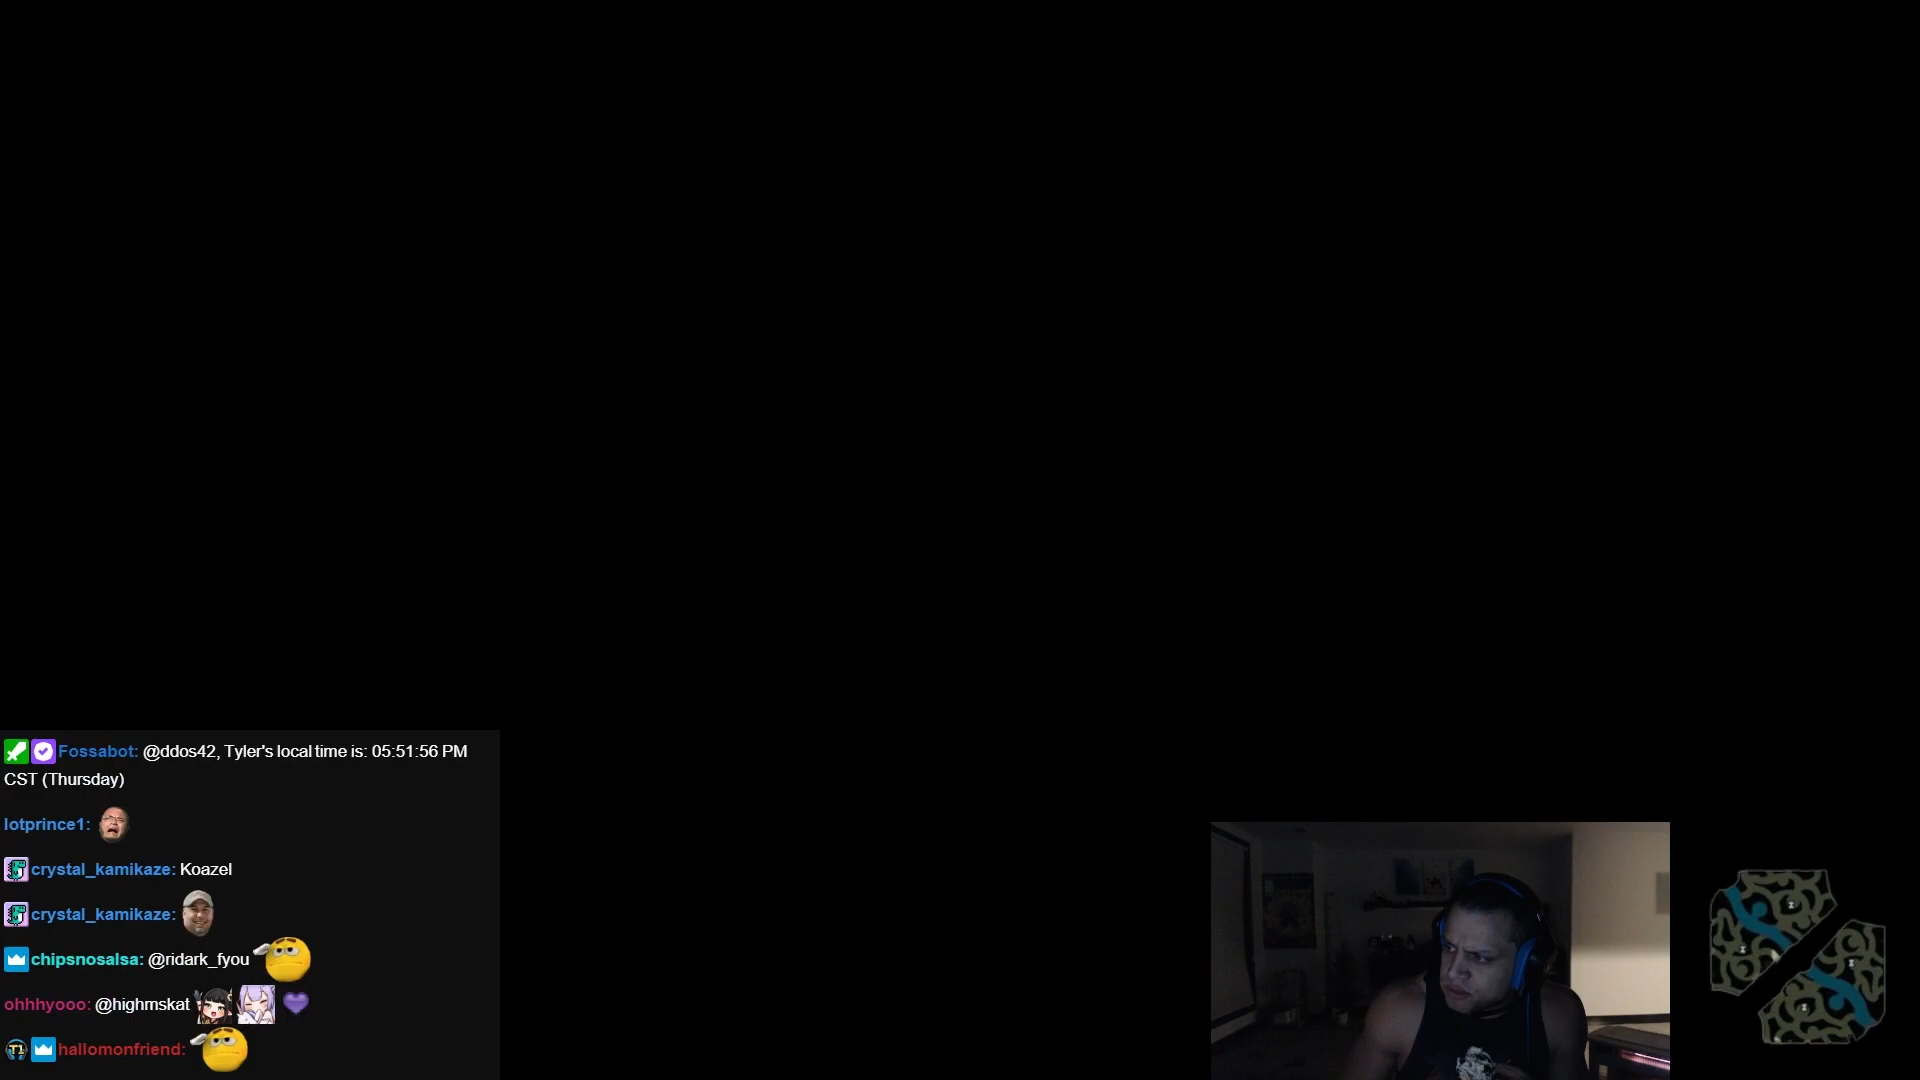 Fossabot: @ddos42, Tyler's local time is: 05:51:56 PM
CST (Thursday)
lotprince1:
crystal_kamikaze: Koazel
crystal_kamikaze:
chipsnosalsa: @ridark_fyou
ohhhyooo: @highmskat
T1 hallomonfriend: